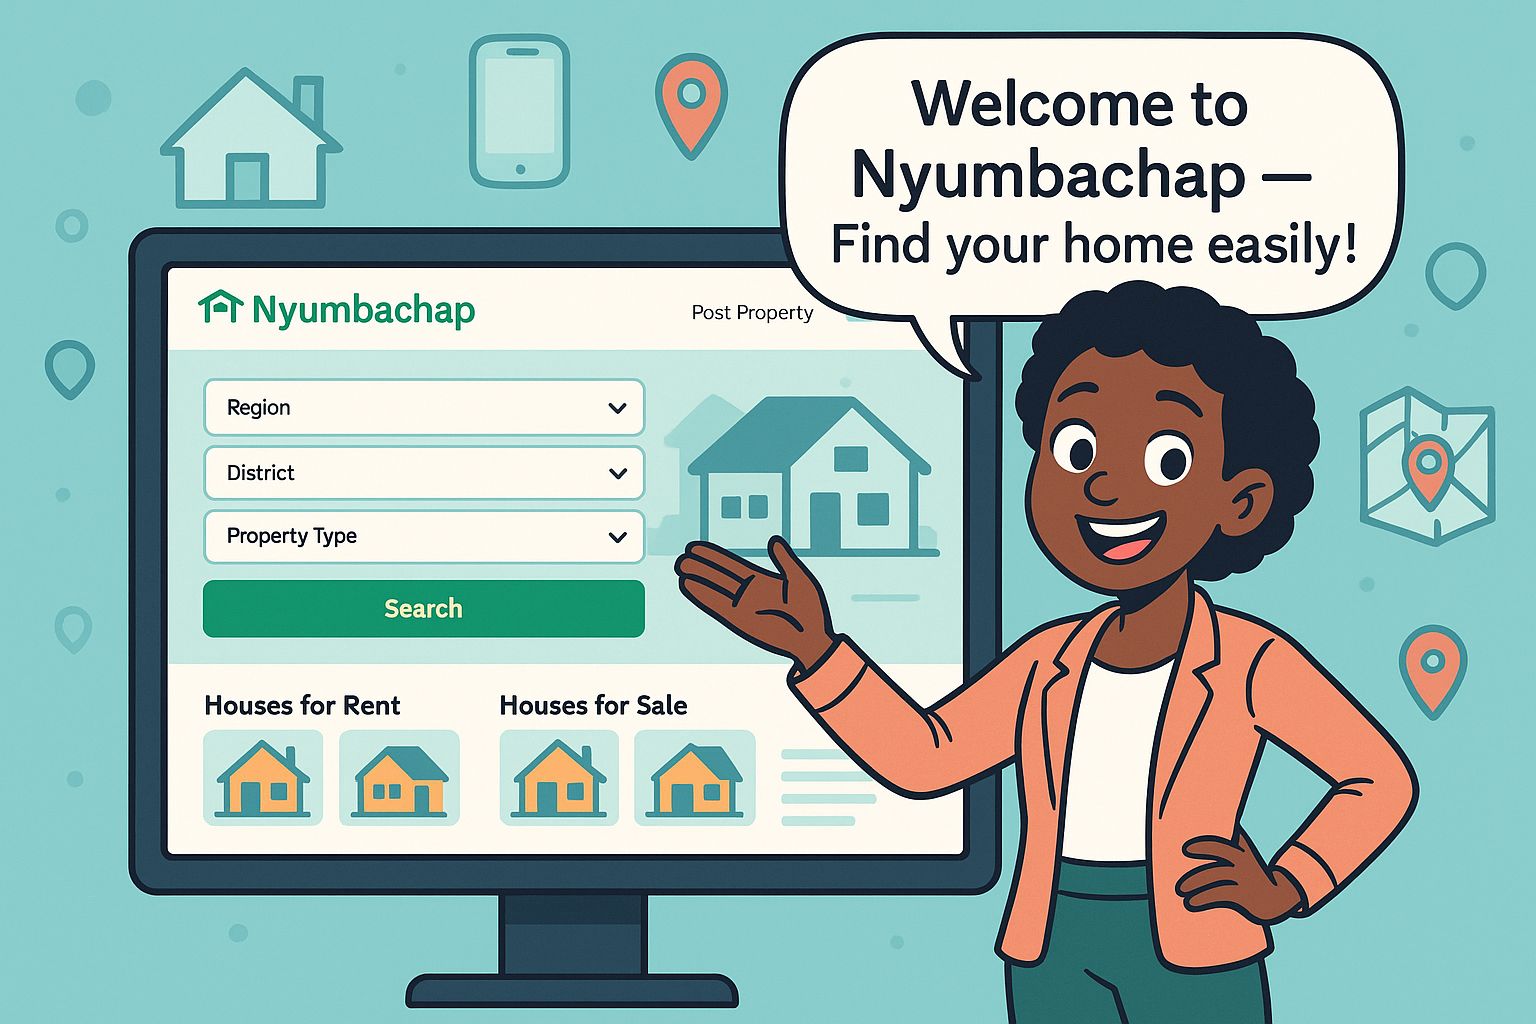 Welcome to
Nyumbachap —
Find your home easily!
Nyumbachap
Post Property
Region
District
Property Type
Search
Houses for Rent
Houses for Sale